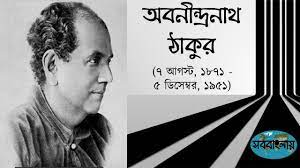 অবনীন্দ্রনাথ
ঠাকুর
(৭ আগস্ট, ১৮৭১ -
৫ ডিসেম্বর, ১৯৫১)